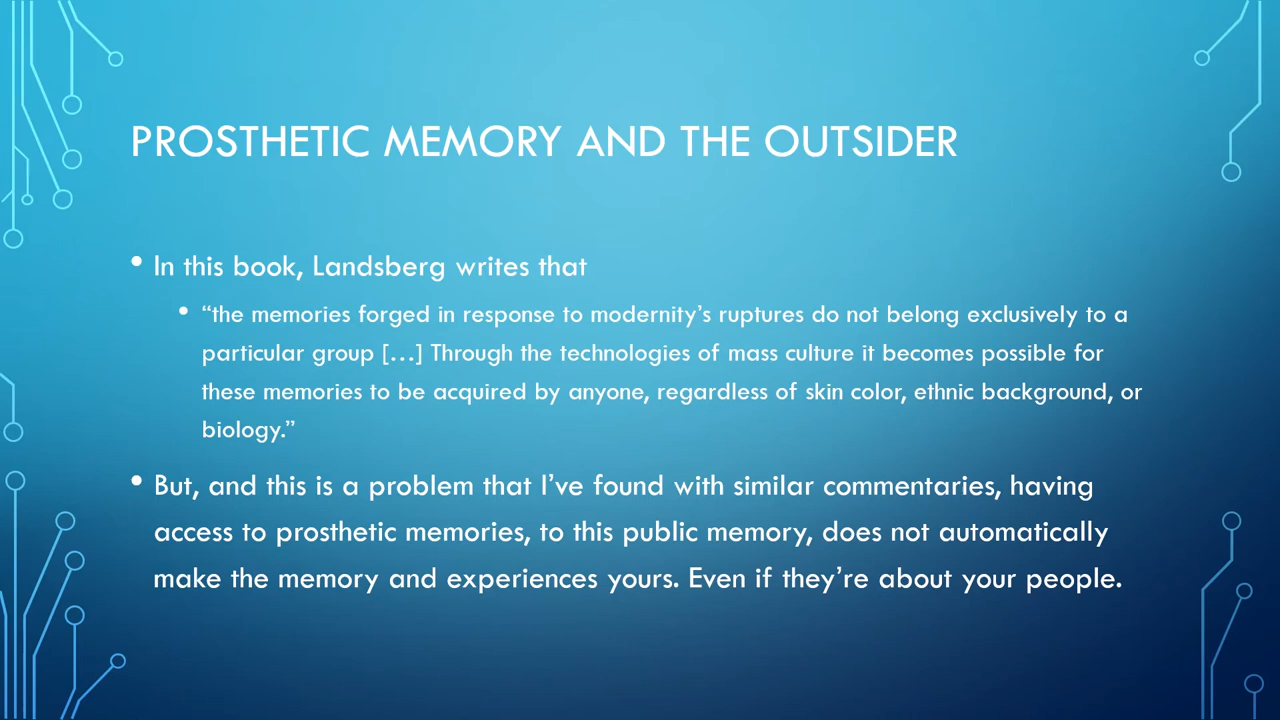 PROSTHETIC MEMORY AND THE OUTSIDER
• In this book, Landsberg writes that
• “the memories forged in response to modernity’s ruptures do not belong exclusively to a
particular group […] Through the technologies of mass culture it becomes possible for
these memories to be acquired by anyone, regardless of skin color, ethnic background, or
biology.”
• But, and this is a problem that I’ve found with similar commentaries, having
access to prosthetic memories, to this public memory, does not automatically
make the memory and experiences yours. Even if they’re about your people.